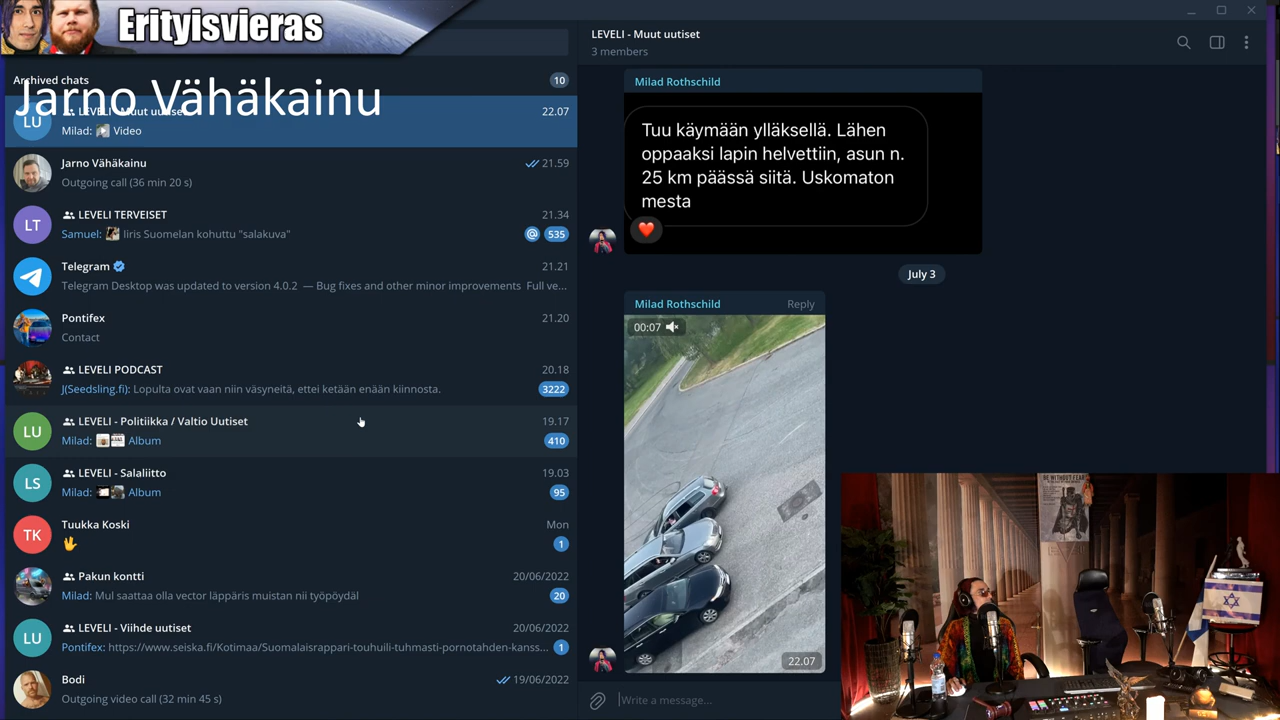 Erityisvieras
Jarno Vähäkainu
Archived chats
10
22.07
Milad: Video
Jarno Vähäkainu
21.59
Outgoing call (36 min 20 s)
LT
LEVELI TERVEISET
21.34
Samuel: Iiris Suomelan kohuttu "salakuva"
@
535
Telegram
21.21
Telegram Desktop was updated to version 4.0.2 — Bug fixes and other minor improvements Full ve...
Pontifex
21.20
Contact
LEVELI PODCAST
20.18
J(Seedsling.fi): Lopulta ovat vaan niin väsyneitä, ettei ketään enään kiinnosta.
3222
LU
LEVELI - Politiikka / Valtio Uutiset
19.17
Milad: Album
410
LS
LEVELI - Salaliitto
19.03
Milad: Album
95
TK
Tuukka Koski
Mon
🖖
1
Pakun kontti
20/06/2022
Milad: Mul saattaa olla vector läppäris muistan nii työpöydäl
20
LU
LEVELI - Viihde uutiset
20/06/2022
Pontifex: https://www.seiska.fi/Kotimaa/Suomalaisrappari-touhuili-tuhmasti-pornotahden-kanss...
1
Bodi
19/06/2022
Outgoing video call (32 min 45 s)
LEVELI - Muut uutiset
3 members
Milad Rothschild
Tuu käymään ylläksellä. Lähen
oppaaksi lapin helvettiin, asun n.
25 km päässä siitä. Uskomaton
mesta
July 3
Milad Rothschild
Reply
00:07
22.07
Write a message...